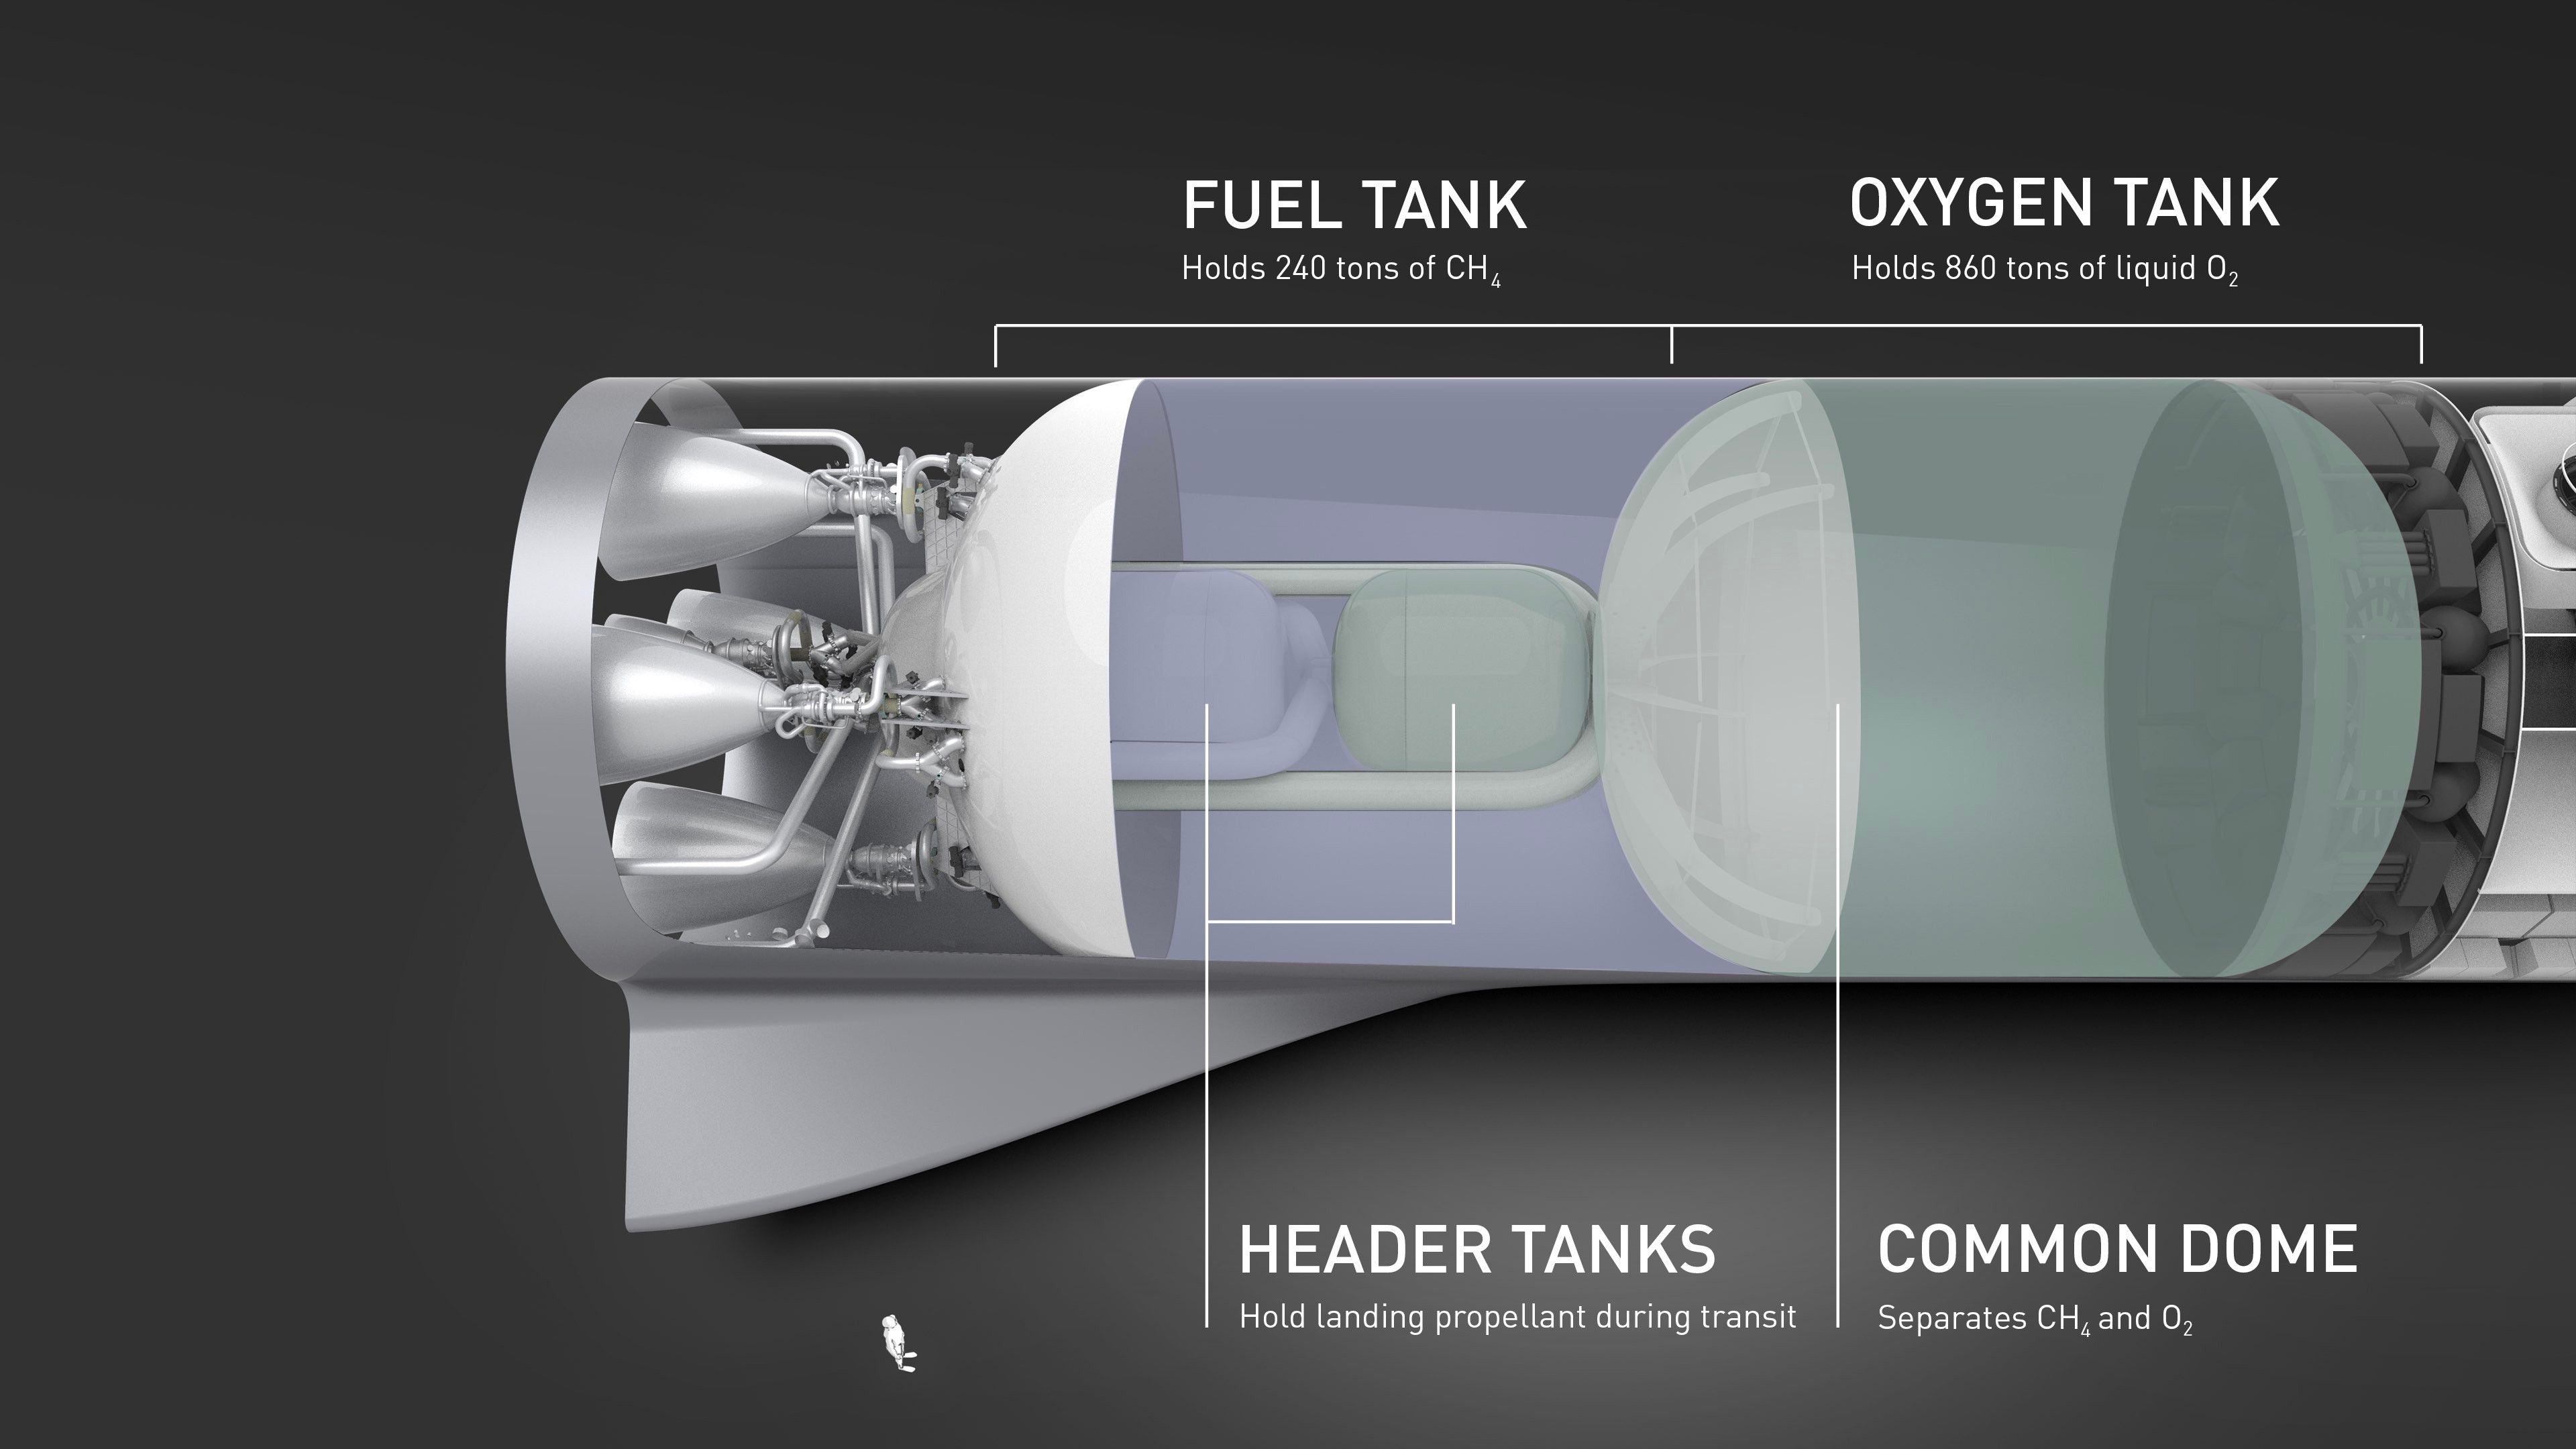 FUEL TANK
Holds 240 tons of CH₄
OXYGEN TANK
Holds 860 tons of liquid O₂
HEADER TANKS
Hold landing propellant during transit
COMMON DOME
Separates CH₄ and O₂